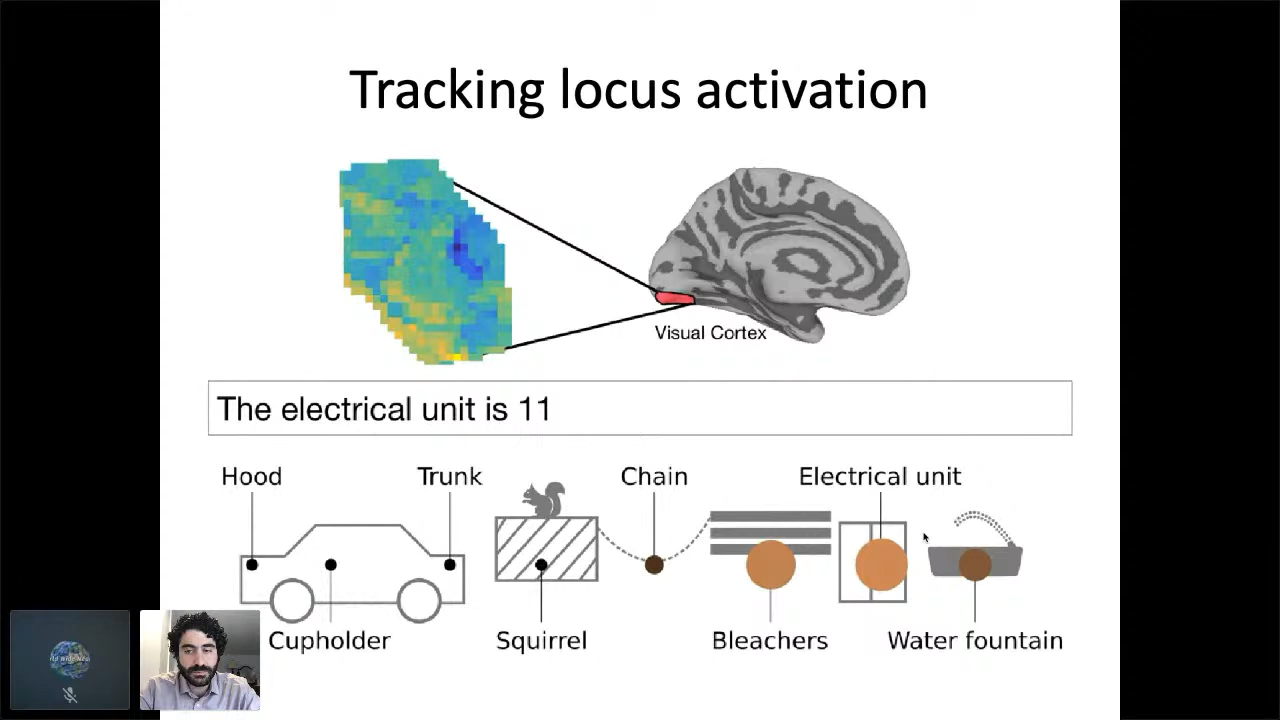 Tracking locus activation
Visual Cortex
The electrical unit is 11
Hood
Trunk
Chain
Electrical unit
Cupholder
Squirrel
Bleachers
Water fountain